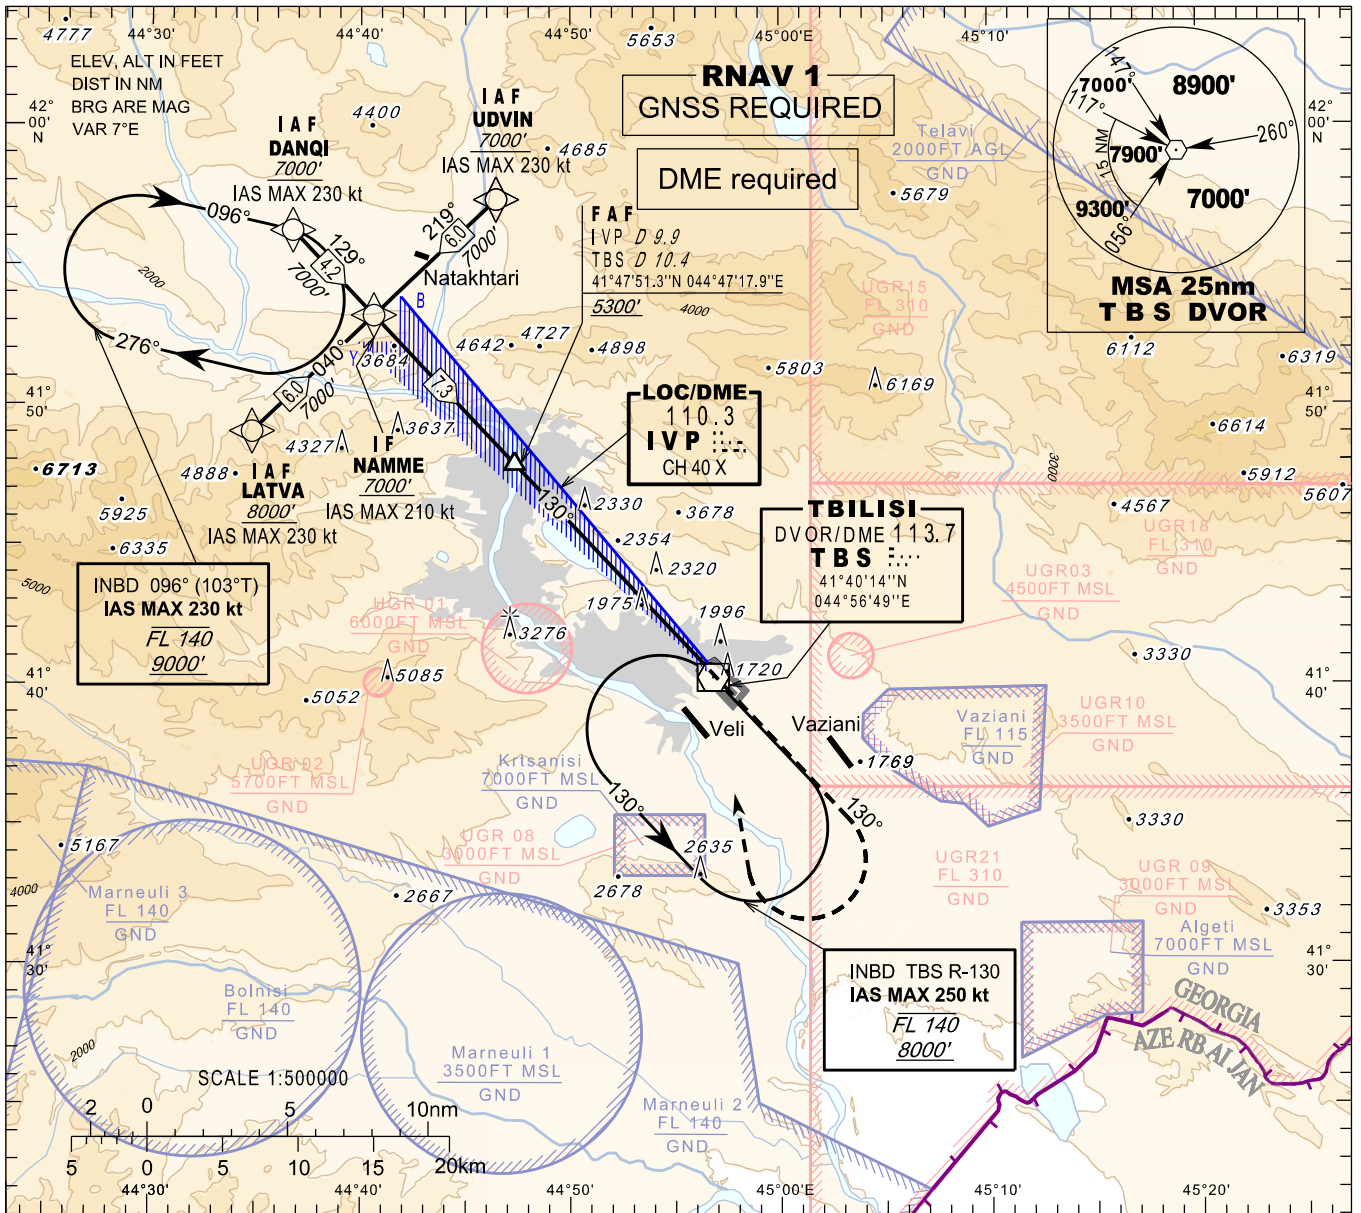 44°30'
44°40'
44°50'
45°00'E
45°10'
4777
5653
ELEV, ALT IN FEET
DIST IN NM
BRG ARE MAG
VAR 7°E
42°
00'
N
4400
IAF
DANQI
7000'
IAS MAX 230 kt
IAF
UDVIN
7000'
IAS MAX 230 kt
4685
RNAV 1
GNSS REQUIRED
DME required
Telavi
2000FT AGL
GND
5679
147°
7000'
117°
8900'
260°
15 NM
7900'
7000'
9300'
056°
MSA 25nm
TBS DVOR
42°
00'
N
096°
129°
4.2
7000'
219°
6.0
7000'
Natakhtari
2000
276°
FAF
IVP D 9.9
TBS D 10.4
41°47'51.3"N 044°47'17.9"E
5300'
4000
UGR15
FL 310
GND
6112
6319
B
Y
3684
4642
4727
4898
5803
6169
040°
6.0
7000'
7.3
41°
50'
41°
50'
LOC/DME
110.3
IVP
CH 40 X
4327
3637
6614
6713
4888
IAF
LATVA
8000'
IAS MAX 230 kt
IF
NAMME
7000'
IAS MAX 210 kt
3000
5912
5607
5925
6335
130°
2330
3678
2354
2320
4567
UGR18
FL 310
GND
TBILISI
DVOR/DME 113.7
TBS
41°40'14"N
044°56'49"E
UGR03
4500FT MSL
GND
5000
INBD 096° (103°T)
IAS MAX 230 kt
FL 140
9000'
UGR 01
6000FT MSL
GND
1975
1996
3276
1720
3330
41°
40'
41°
40'
5085
5052
Veli
Vaziani
1769
Vaziani
FL 115
GND
UGR10
3500FT MSL
GND
UGR 02
5700FT MSL
GND
Krtsanisi
7000FT MSL
GND
130°
130°
3330
UGR 08
3000FT MSL
GND
2635
2678
5167
4000
Marneuli 3
FL 140
GND
2667
UGR21
FL 310
GND
UGR 09
3000FT MSL
GND
3353
Algeti
7000FT MSL
GND
41°
30'
41°
30'
INBD TBS R-130
IAS MAX 250 kt
FL 140
8000'
Bolnisi
FL 140
GND
GEORGIA
AZERBAIJAN
2000
SCALE 1:500000
Marneuli 1
3500FT MSL
GND
Marneuli 2
FL 140
GND
2 0 5 10nm
5 0 5 10 15 20km
44°30'
44°40'
44°50'
45°00'E
45°10'
45°20'